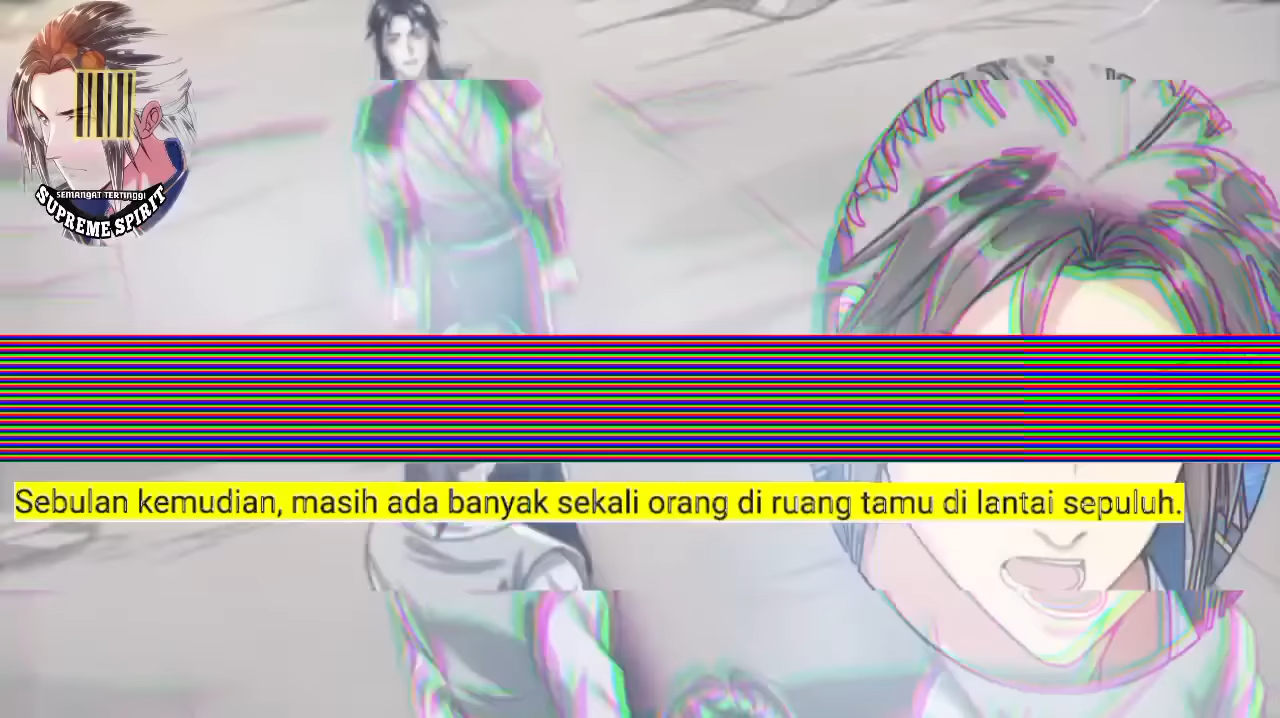 SEMANGAT TERTINGGI
SUPREME SPIRIT
Sebulan kemudian, masih ada banyak sekali orang di ruang tamu di lantai sepuluh.